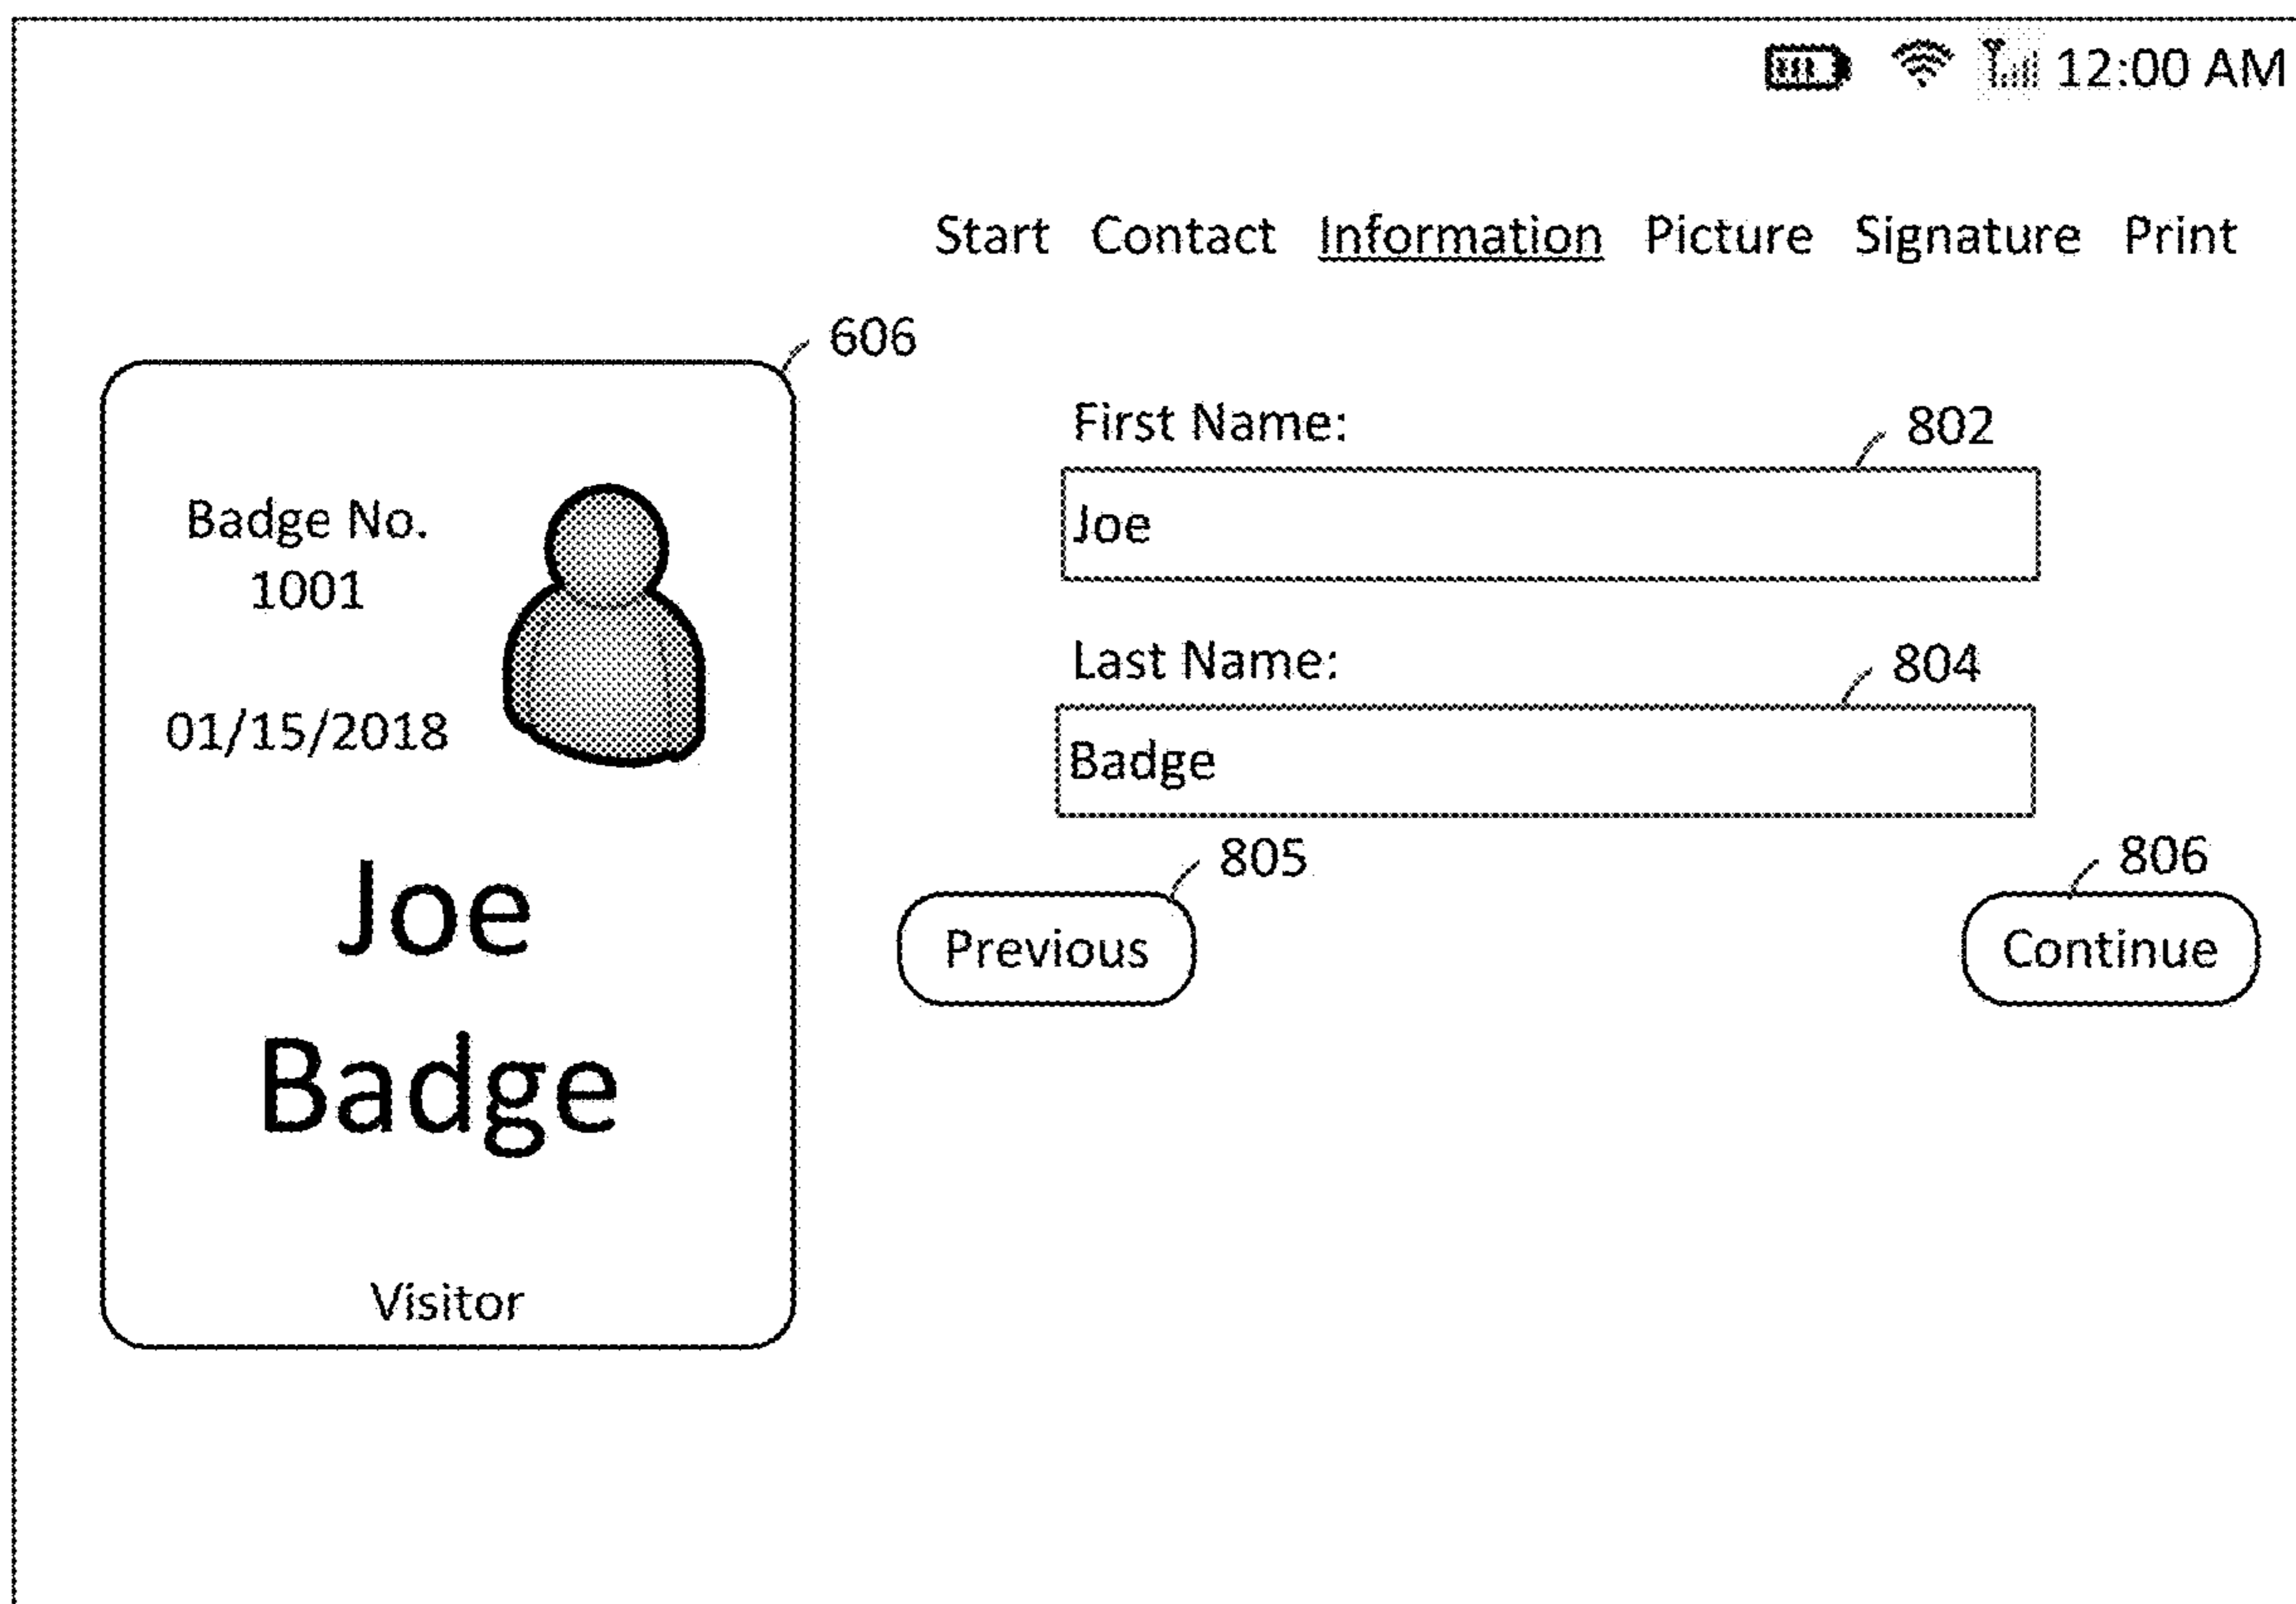 12:00 AM
Start Contact Information Picture Signature Print
606
Badge No.
1001
01/15/2018
Joe
Badge
Visitor
First Name:
802
Joe
Last Name:
804
Badge
805
Previous
806
Continue